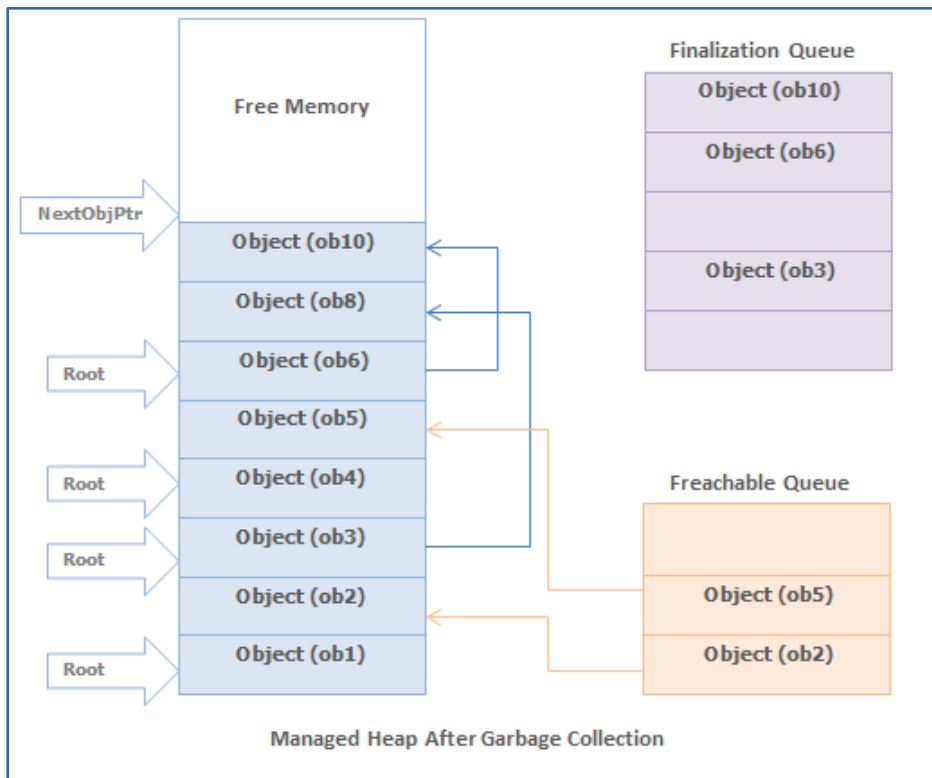 Free Memory
NextObjPtr
Object (ob10)
Object (ob8)
Root
Object (ob6)
Object (ob5)
Root
Object (ob4)
Root
Object (ob3)
Object (ob2)
Root
Object (ob1)
Finalization Queue
Object (ob10)
Object (ob6)
Object (ob3)
Freachable Queue
Object (ob5)
Object (ob2)
Managed Heap After Garbage Collection